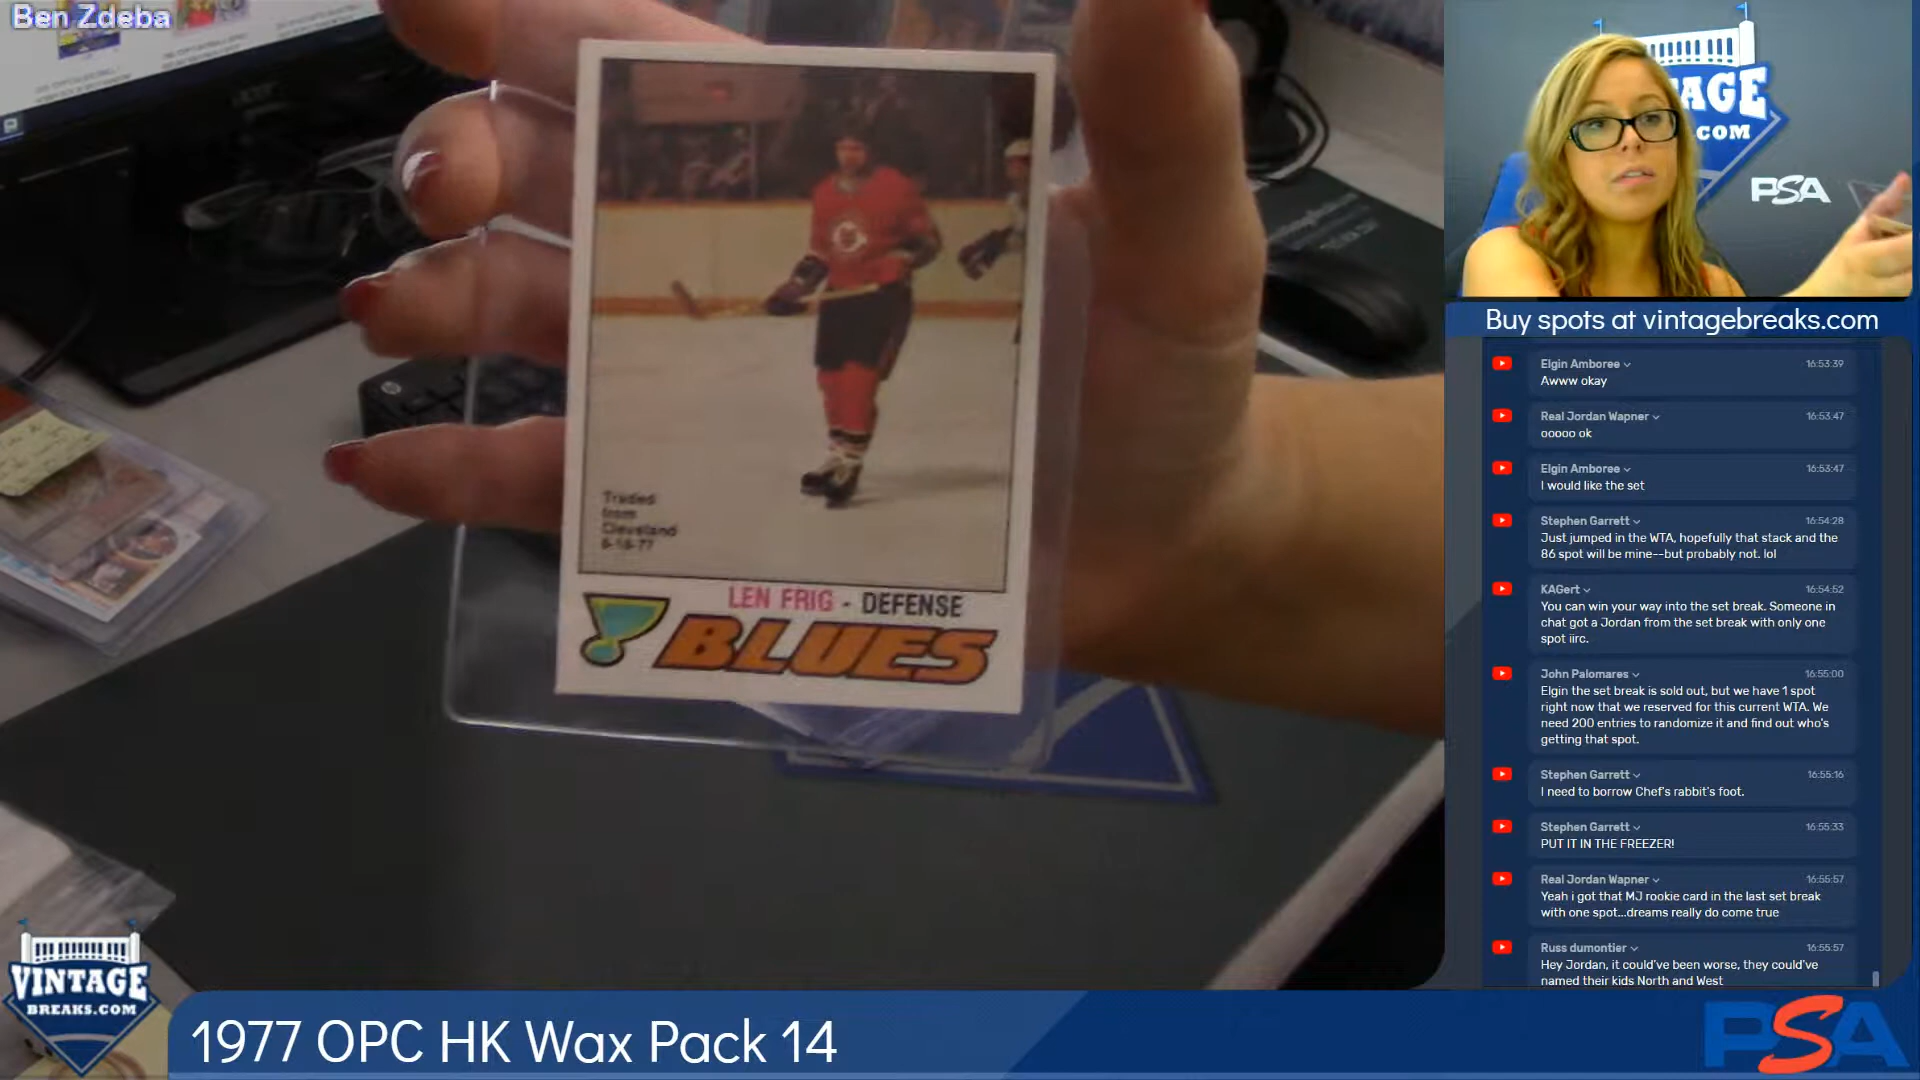 Ben Zdeba
Traded
from
Cleveland
6-16-77
LEN FRIG - DEFENSE
BLUES
VINTAGE
BREAKS.COM
1977 OPC HK Wax Pack 14
AGE
.COM
PSA
Buy spots at vintagebreaks.com
Elgin Amboree 16:53:39
Awww okay
Real Jordan Wapner 16:53:47
ooooo ok
Elgin Amboree 16:53:47
I would like the set
Stephen Garrett 16:54:28
Just jumped in the WTA, hopefully that stack and the
86 spot will be mine--but probably not. lol
KAGert 16:54:52
You can win your way into the set break. Someone in
chat got a Jordan from the set break with only one
spot iirc.
John Palomares 16:55:00
Elgin the set break is sold out, but we have 1 spot
right now that we reserved for this current WTA. We
need 200 entries to randomize it and find out who's
getting that spot.
Stephen Garrett 16:55:16
I need to borrow Chef's rabbit's foot.
Stephen Garrett 16:55:33
PUT IT IN THE FREEZER!
Real Jordan Wapner 16:55:57
Yeah i got that MJ rookie card in the last set break
with one spot...dreams really do come true
Russ dumontier 16:55:57
Hey Jordan, it could've been worse, they could've
named their kids North and West
PSA